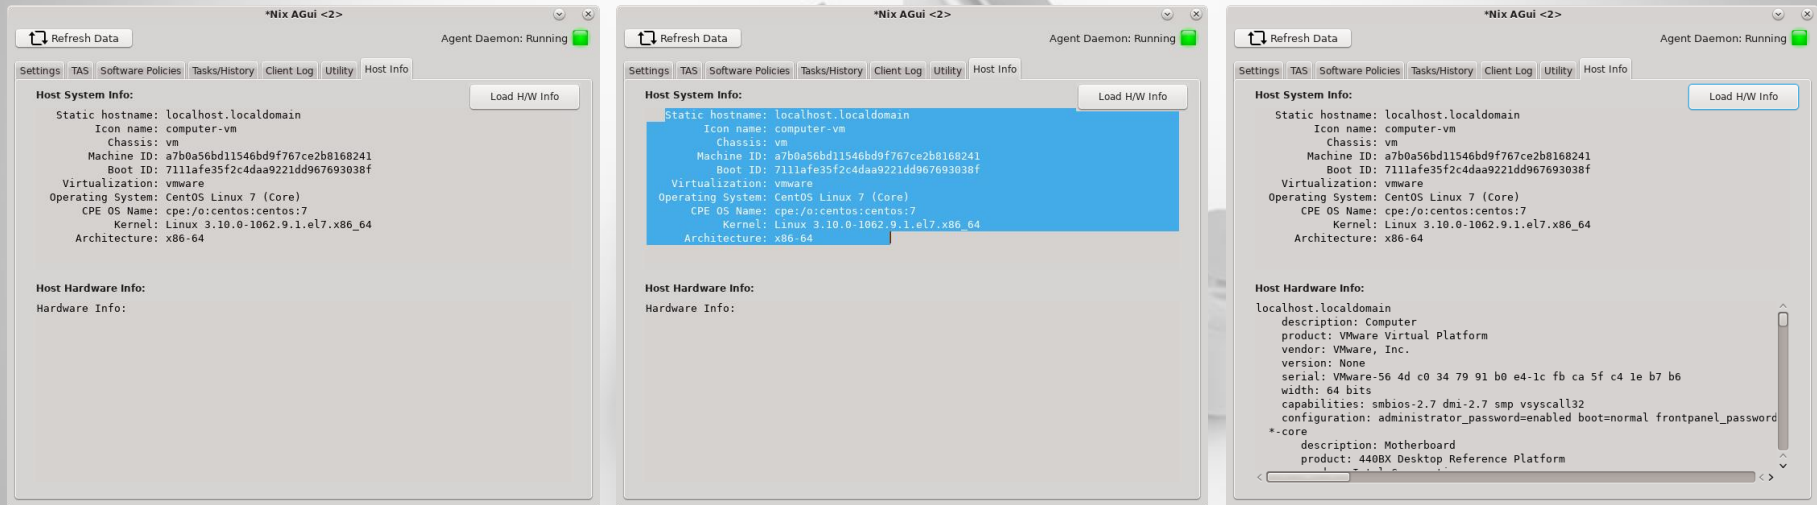 *Nix AGui <2>
Refresh Data
Agent Daemon: Running
Settings TAS Software Policies Tasks/History Client Log Utility Host Info
Host System Info:
Load H/W Info
Static hostname: localhost.localdomain
Icon name: computer-vm
Chassis: vm
Machine ID: a7b0a56bd11546bd9f767ce2b8168241
Boot ID: 7111afe35f2c4daa9221dd967693038f
Virtualization: vmware
Operating System: CentOS Linux 7 (Core)
CPE OS Name: cpe:/o:centos:centos:7
Kernel: Linux 3.10.0-1062.9.1.el7.x86_64
Architecture: x86-64
Host Hardware Info:
Hardware Info:
*Nix AGui <2>
Refresh Data
Agent Daemon: Running
Settings TAS Software Policies Tasks/History Client Log Utility Host Info
Host System Info:
Load H/W Info
Static hostname: localhost.localdomain
Icon name: computer-vm
Chassis: vm
Machine ID: a7b0a56bd11546bd9f767ce2b8168241
Boot ID: 7111afe35f2c4daa9221dd967693038f
Virtualization: vmware
Operating System: CentOS Linux 7 (Core)
CPE OS Name: cpe:/o:centos:centos:7
Kernel: Linux 3.10.0-1062.9.1.el7.x86_64
Architecture: x86-64
Host Hardware Info:
Hardware Info:
*Nix AGui <2>
Refresh Data
Agent Daemon: Running
Settings TAS Software Policies Tasks/History Client Log Utility Host Info
Host System Info:
Load H/W Info
Static hostname: localhost.localdomain
Icon name: computer-vm
Chassis: vm
Machine ID: a7b0a56bd11546bd9f767ce2b8168241
Boot ID: 7111afe35f2c4daa9221dd967693038f
Virtualization: vmware
Operating System: CentOS Linux 7 (Core)
CPE OS Name: cpe:/o:centos:centos:7
Kernel: Linux 3.10.0-1062.9.1.el7.x86_64
Architecture: x86-64
Host Hardware Info:
localhost.localdomain
description: Computer
product: VMware Virtual Platform
vendor: VMware, Inc.
version: None
serial: VMware-56 4d c0 34 79 91 b0 e4-1c fb ca 5f c4 1e b7 b6
width: 64 bits
capabilities: smbios-2.7 dmi-2.7 smp vsyscall32
configuration: administrator_password=enabled boot=normal frontpanel_password
*-core
description: Motherboard
product: 440BX Desktop Reference Platform